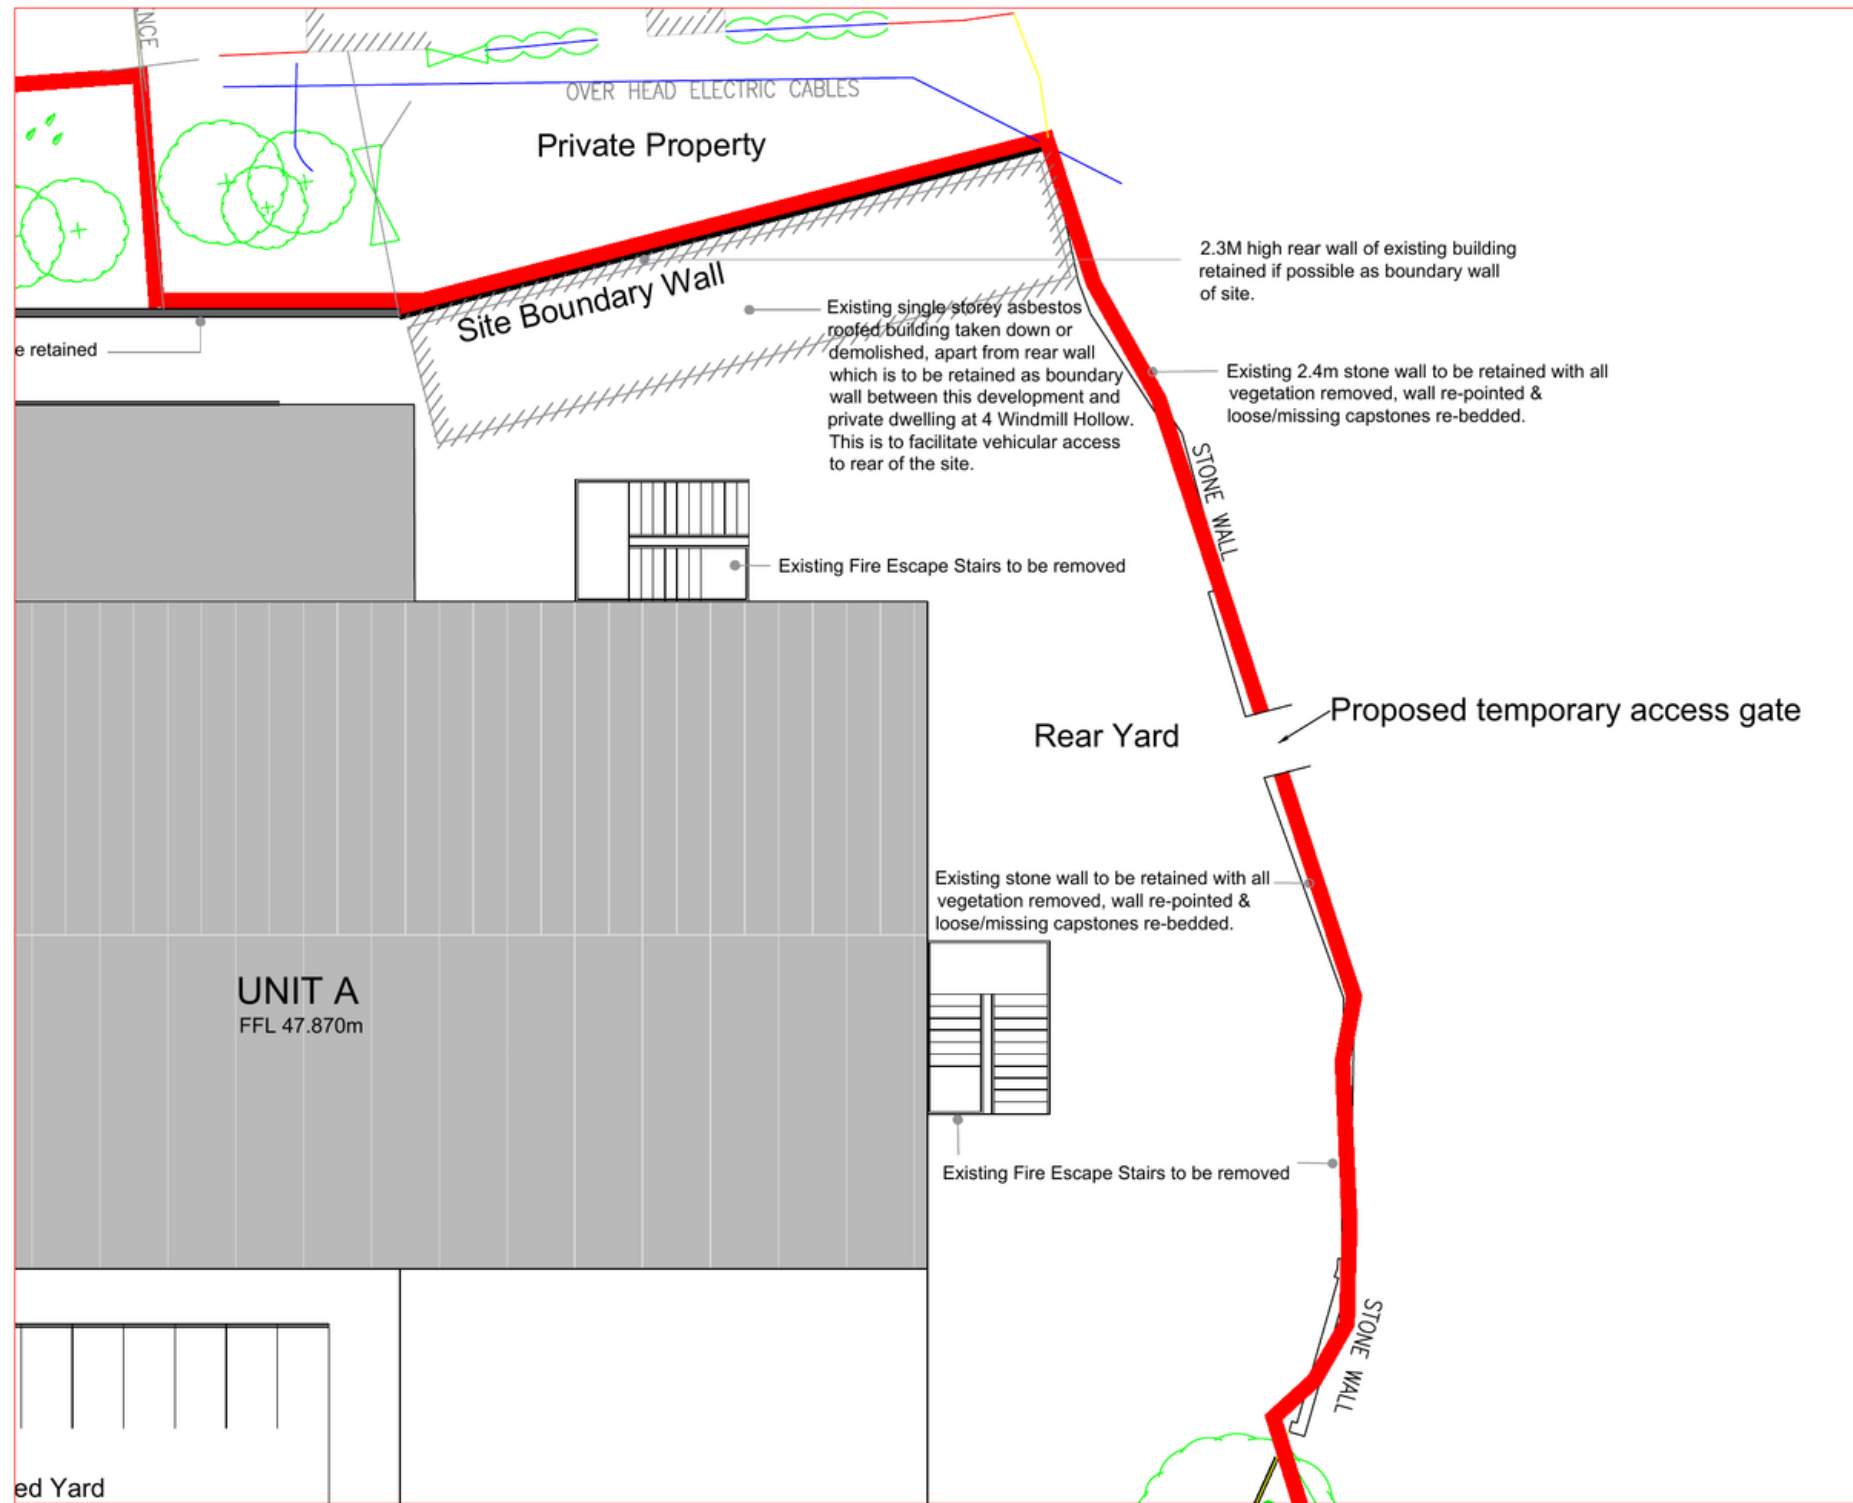 NCE
OVER HEAD ELECTRIC CABLES
Private Property
Site Boundary Wall
2.3M high rear wall of existing building
retained if possible as boundary wall
of site.
Existing single storey asbestos
roofed building taken down or
demolished, apart from rear wall
which is to be retained as boundary
wall between this development and
private dwelling at 4 Windmill Hollow.
This is to facilitate vehicular access
to rear of the site.
e retained
Existing 2.4m stone wall to be retained with all
vegetation removed, wall re-pointed &
loose/missing capstones re-bedded.
STONE WALL
Existing Fire Escape Stairs to be removed
Proposed temporary access gate
Rear Yard
Existing stone wall to be retained with all
vegetation removed, wall re-pointed &
loose/missing capstones re-bedded.
UNIT A
FFL 47.870m
Existing Fire Escape Stairs to be removed
STONE WALL
ed Yard